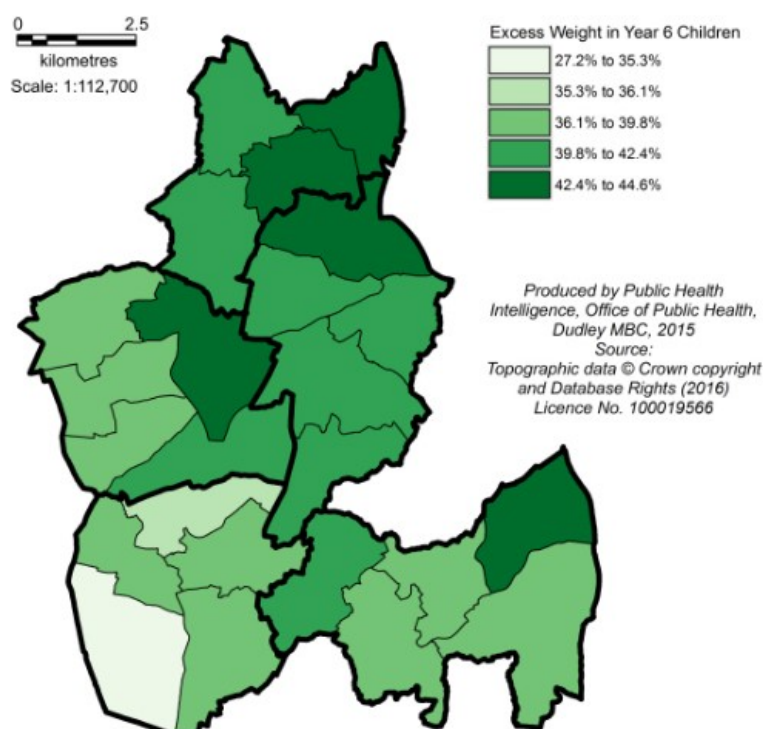 0 2.5
kilometres
Scale: 1:112,700
Excess Weight in Year 6 Children
27.2% to 35.3%
35.3% to 36.1%
36.1% to 39.8%
39.8% to 42.4%
42.4% to 44.6%
Produced by Public Health
Intelligence, Office of Public Health,
Dudley MBC, 2015
Source:
Topographic data © Crown copyright
and Database Rights (2016)
Licence No. 100019566